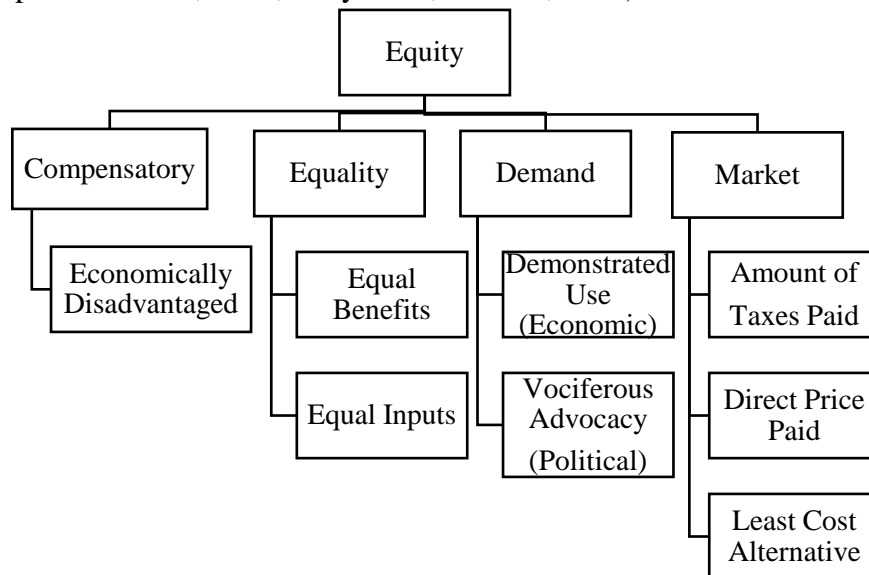 Equity
Compensatory
Equality
Demand
Market
Economically
Disadvantaged
Equal
Benefits
Equal Inputs
Demonstrated
Use
(Economic)
Vociferous
Advocacy
(Political)
Amount of
Taxes Paid
Direct Price
Paid
Least Cost
Alternative